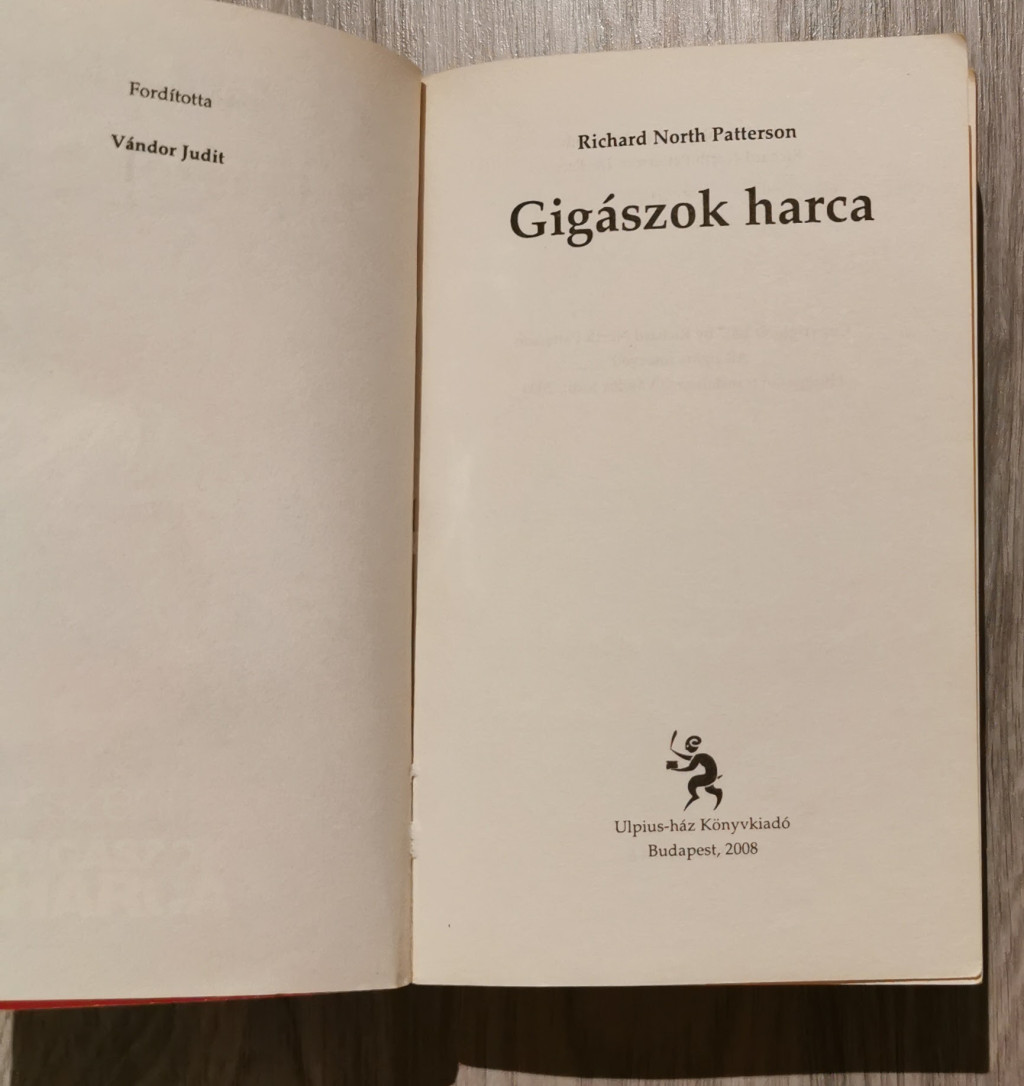 Fordította
Vándor Judit
Richard North Patterson
Gigászok harca
Ulpius-ház Könyvkiadó
Budapest, 2008